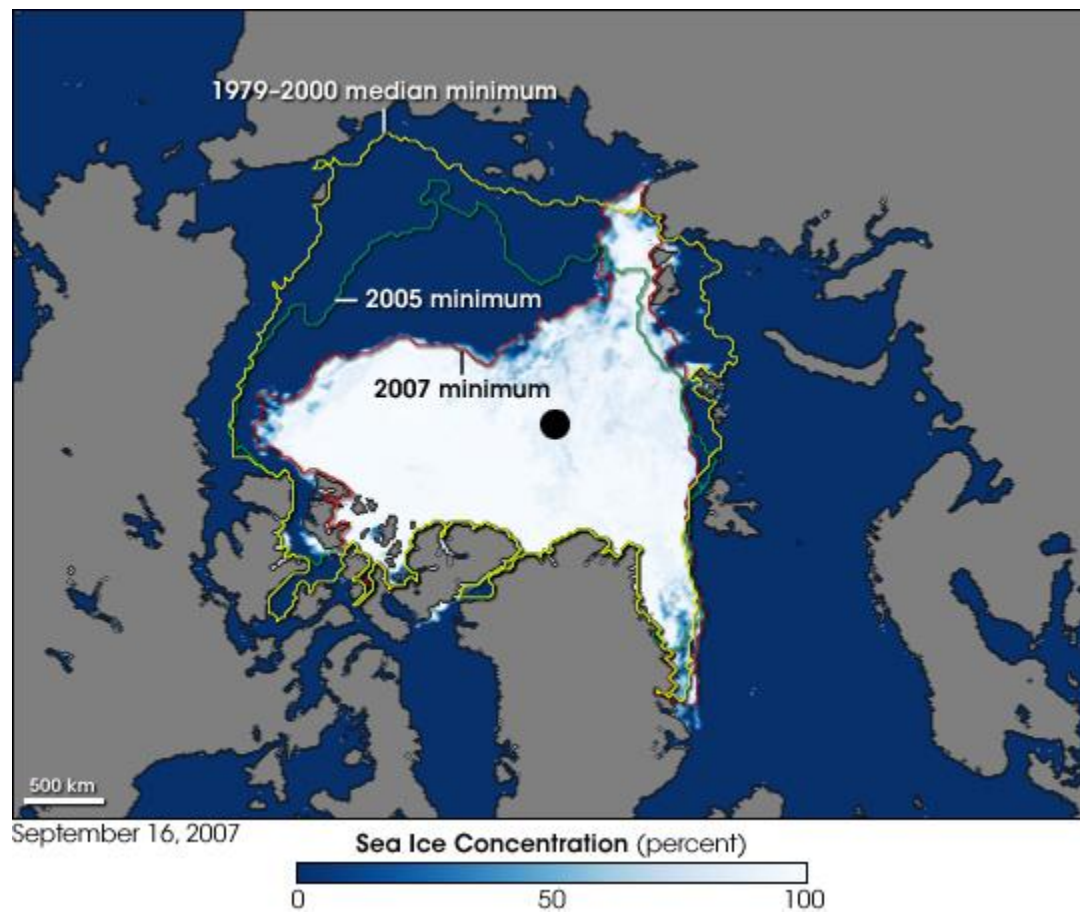 1979–2000 median minimum
2005 minimum
2007 minimum
500 km
September 16, 2007
Sea Ice Concentration (percent)
0 50 100